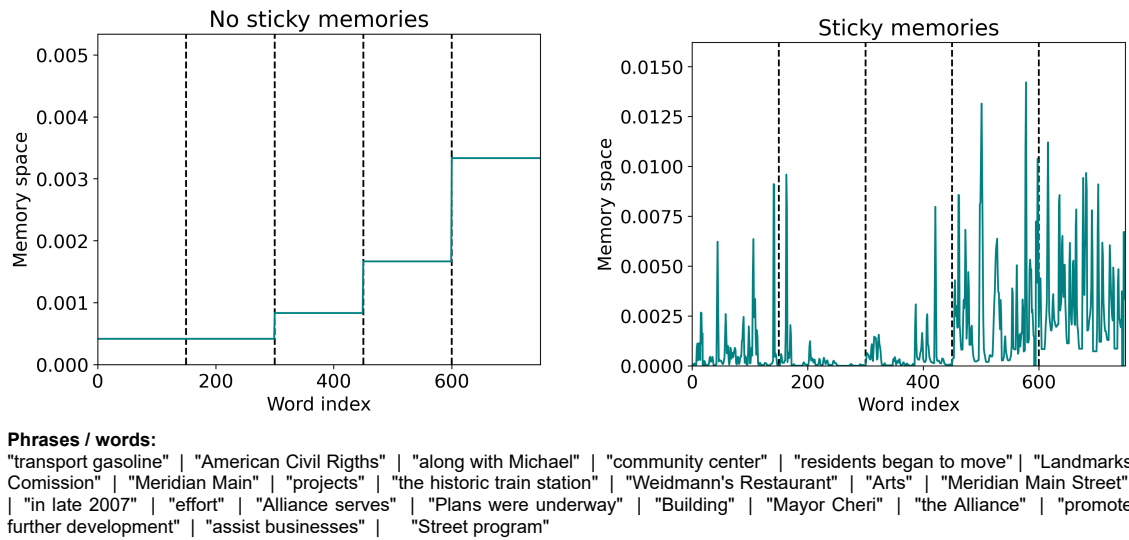 No sticky memories
Sticky memories
0.005
0.004
0.003
0.002
0.001
0.000
Memory space
0
200
400
600
Word index
0.0150
0.0125
0.0100
0.0075
0.0050
0.0025
0.0000
Memory space
0
200
400
600
Word index
Phrases / words:
"transport gasoline" | "American Civil Rigths" | "along with Michael" | "community center" | "residents began to move" | "Landmarks
Comission" | "Meridian Main" | "projects" | "the historic train station" | "Weidmann's Restaurant" | "Arts" | "Meridian Main Street"
| "in late 2007" | "effort" | "Alliance serves" | "Plans were underway" | "Building" | "Mayor Cheri" | "the Alliance" | "promote
further development" | "assist businesses" | "Street program"